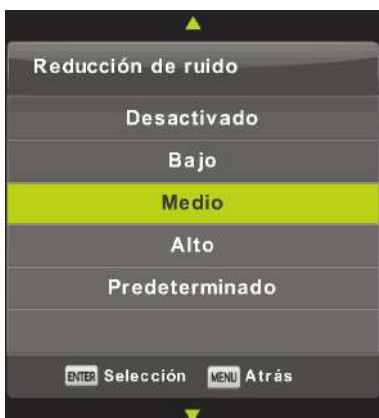 Reducción de ruido
Desactivado
Bajo
Medio
Alto
Predeterminado
ENTER Selección MENU Atrás